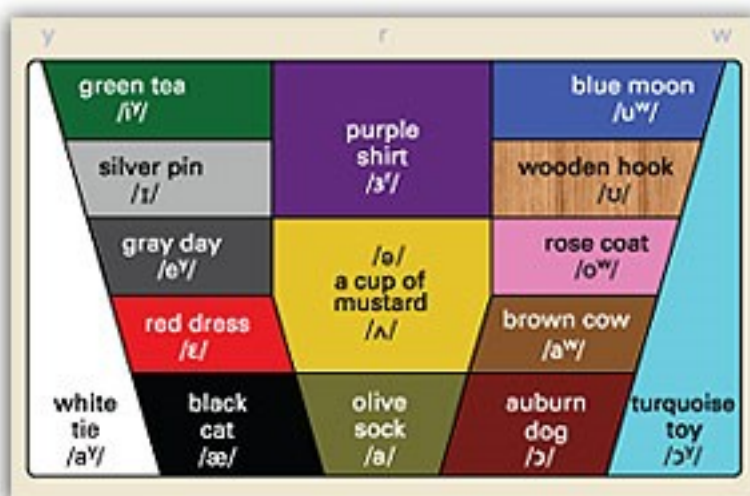 y r w
green tea
/iʸ/
purple
shirt
/ɜʳ/
blue moon
/uʷ/
silver pin
/ɪ/
wooden hook
/ʊ/
gray day
/eʸ/
/ə/
a cup of
mustard
/ʌ/
rose coat
/oʷ/
red dress
/ɛ/
brown cow
/aʷ/
white
tie
/aʸ/
black
cat
/æ/
olive
sock
/a/
auburn
dog
/ɔ/
turquoise
toy
/ɔʸ/